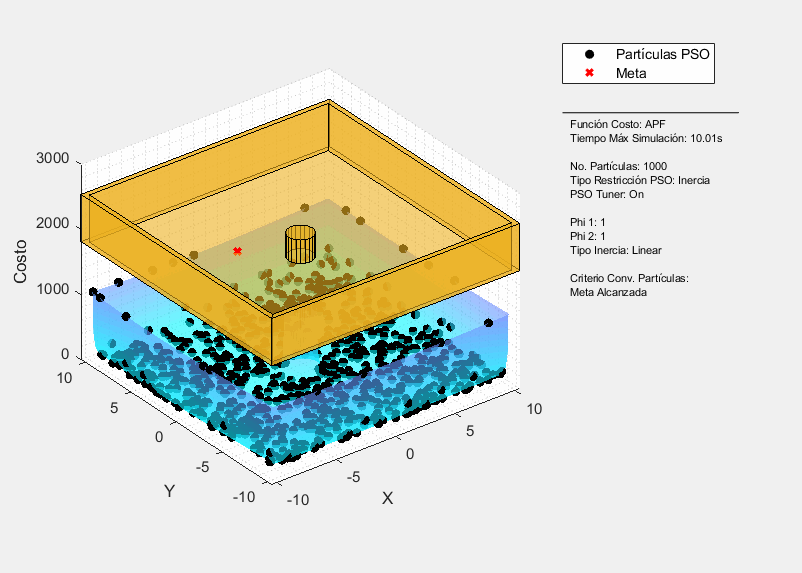 Partículas PSO
Meta
Función Costo: APF
Tiempo Máx Simulación: 10.01s
No. Partículas: 1000
Tipo Restricción PSO: Inercia
PSO Tuner: On
Phi 1: 1
Phi 2: 1
Tipo Inercia: Linear
Criterio Conv. Partículas:
Meta Alcanzada
Costo
3000
2000
1000
0
10
5
0
-5
-10
Y
-10
-5
0
5
10
X